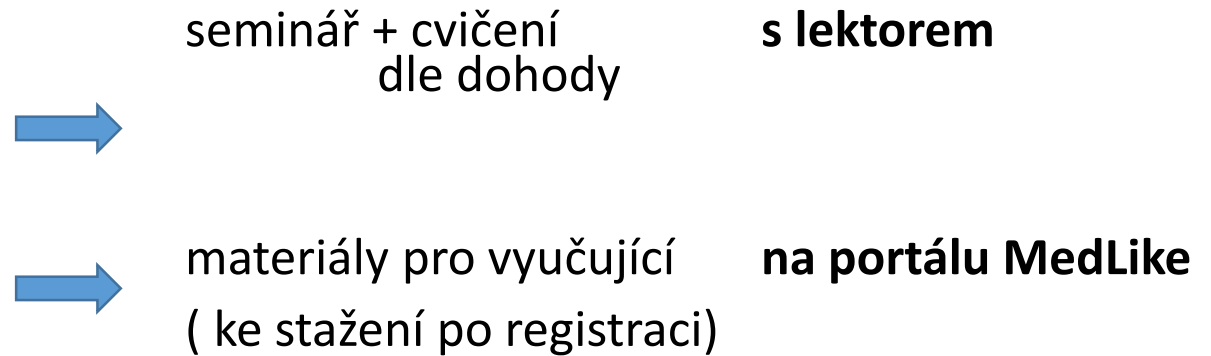 seminář + cvičení s lektorem
dle dohody
materiály pro vyučující na portálu MedLike
( ke stažení po registraci)